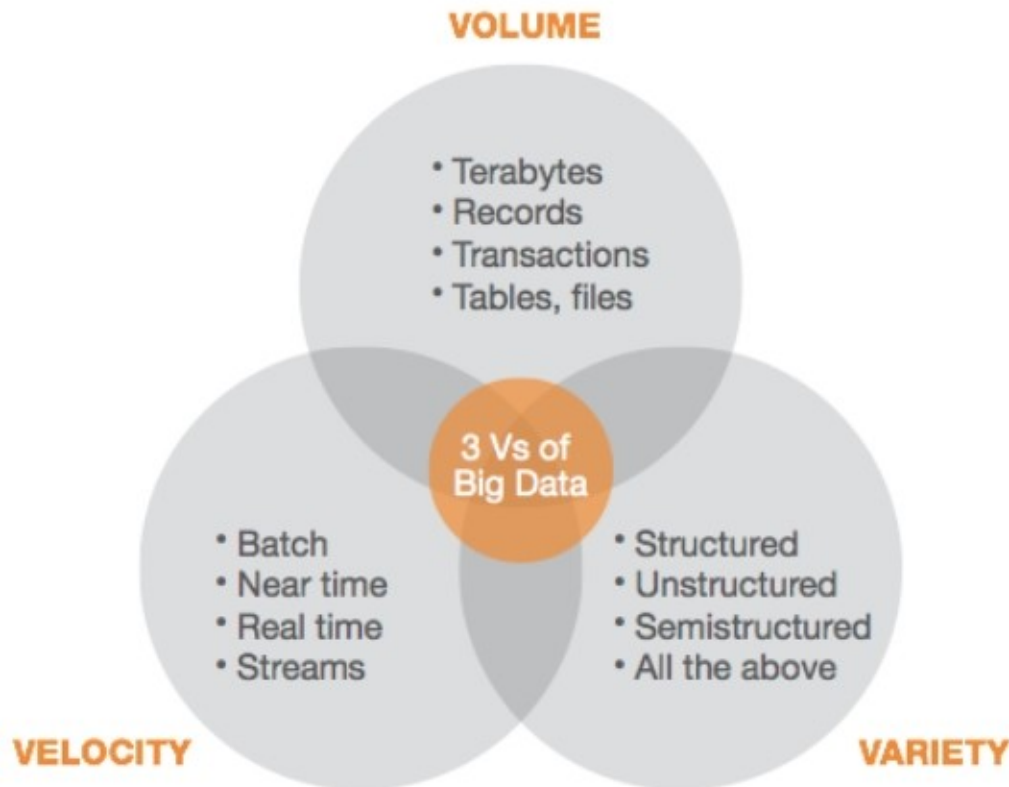 VOLUME
• Terabytes
• Records
• Transactions
• Tables, files
3 Vs of
Big Data
• Batch
• Near time
• Real time
• Streams
• Structured
• Unstructured
• Semistructured
• All the above
VELOCITY
VARIETY